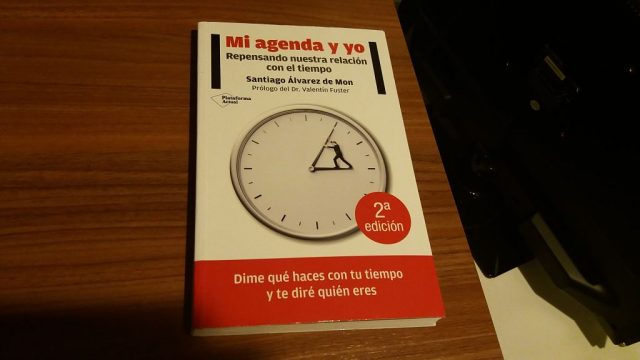 Mi agenda y yo
Repensando nuestra relación
con el tiempo
Santiago Álvarez de Mon
Prólogo del Dr. Valentín Fuster
Plataforma
Actual
2ª
edición
Dime qué haces con tu tiempo
y te diré quién eres